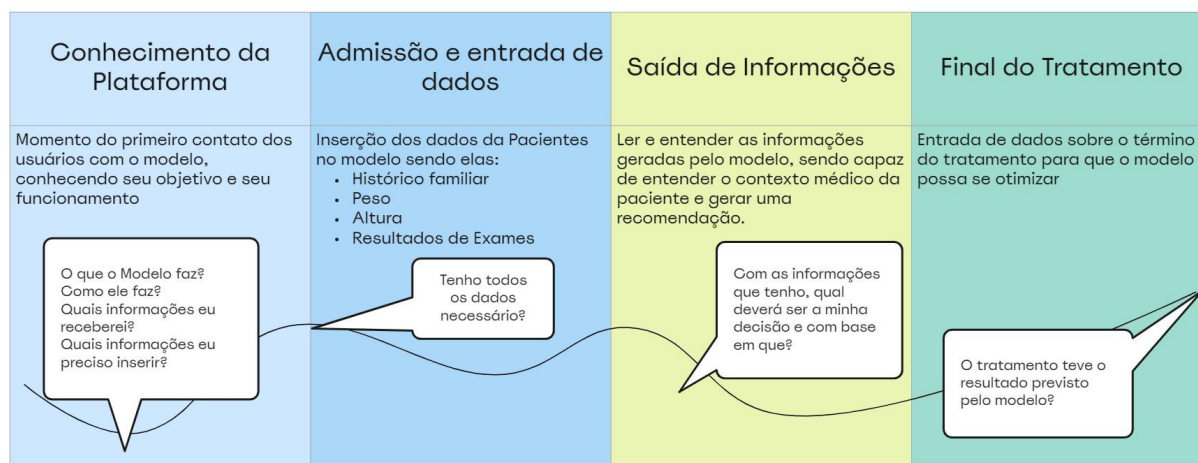 Conhecimento da
Plataforma
Admissão e entrada de
dados
Saída de Informações
Final do Tratamento
Momento do primeiro contato dos
usuários com o modelo,
conhecendo seu objetivo e seu
funcionamento
O que o Modelo faz?
Como ele faz?
Quais informações eu
receberei?
Quais informações eu
preciso inserir?
Inserção dos dados da Pacientes
no modelo sendo elas:
• Histórico familiar
• Peso
• Altura
• Resultados de Exames
Tenho todos
os dados
necessário?
Ler e entender as informações
geradas pelo modelo, sendo capaz
de entender o contexto médico da
paciente e gerar uma
recomendação.
Com as informações
que tenho, qual
deverá ser a minha
decisão e com base
em que?
Entrada de dados sobre o término
do tratamento para que o modelo
possa se otimizar
O tratamento teve o
resultado previsto
pelo modelo?